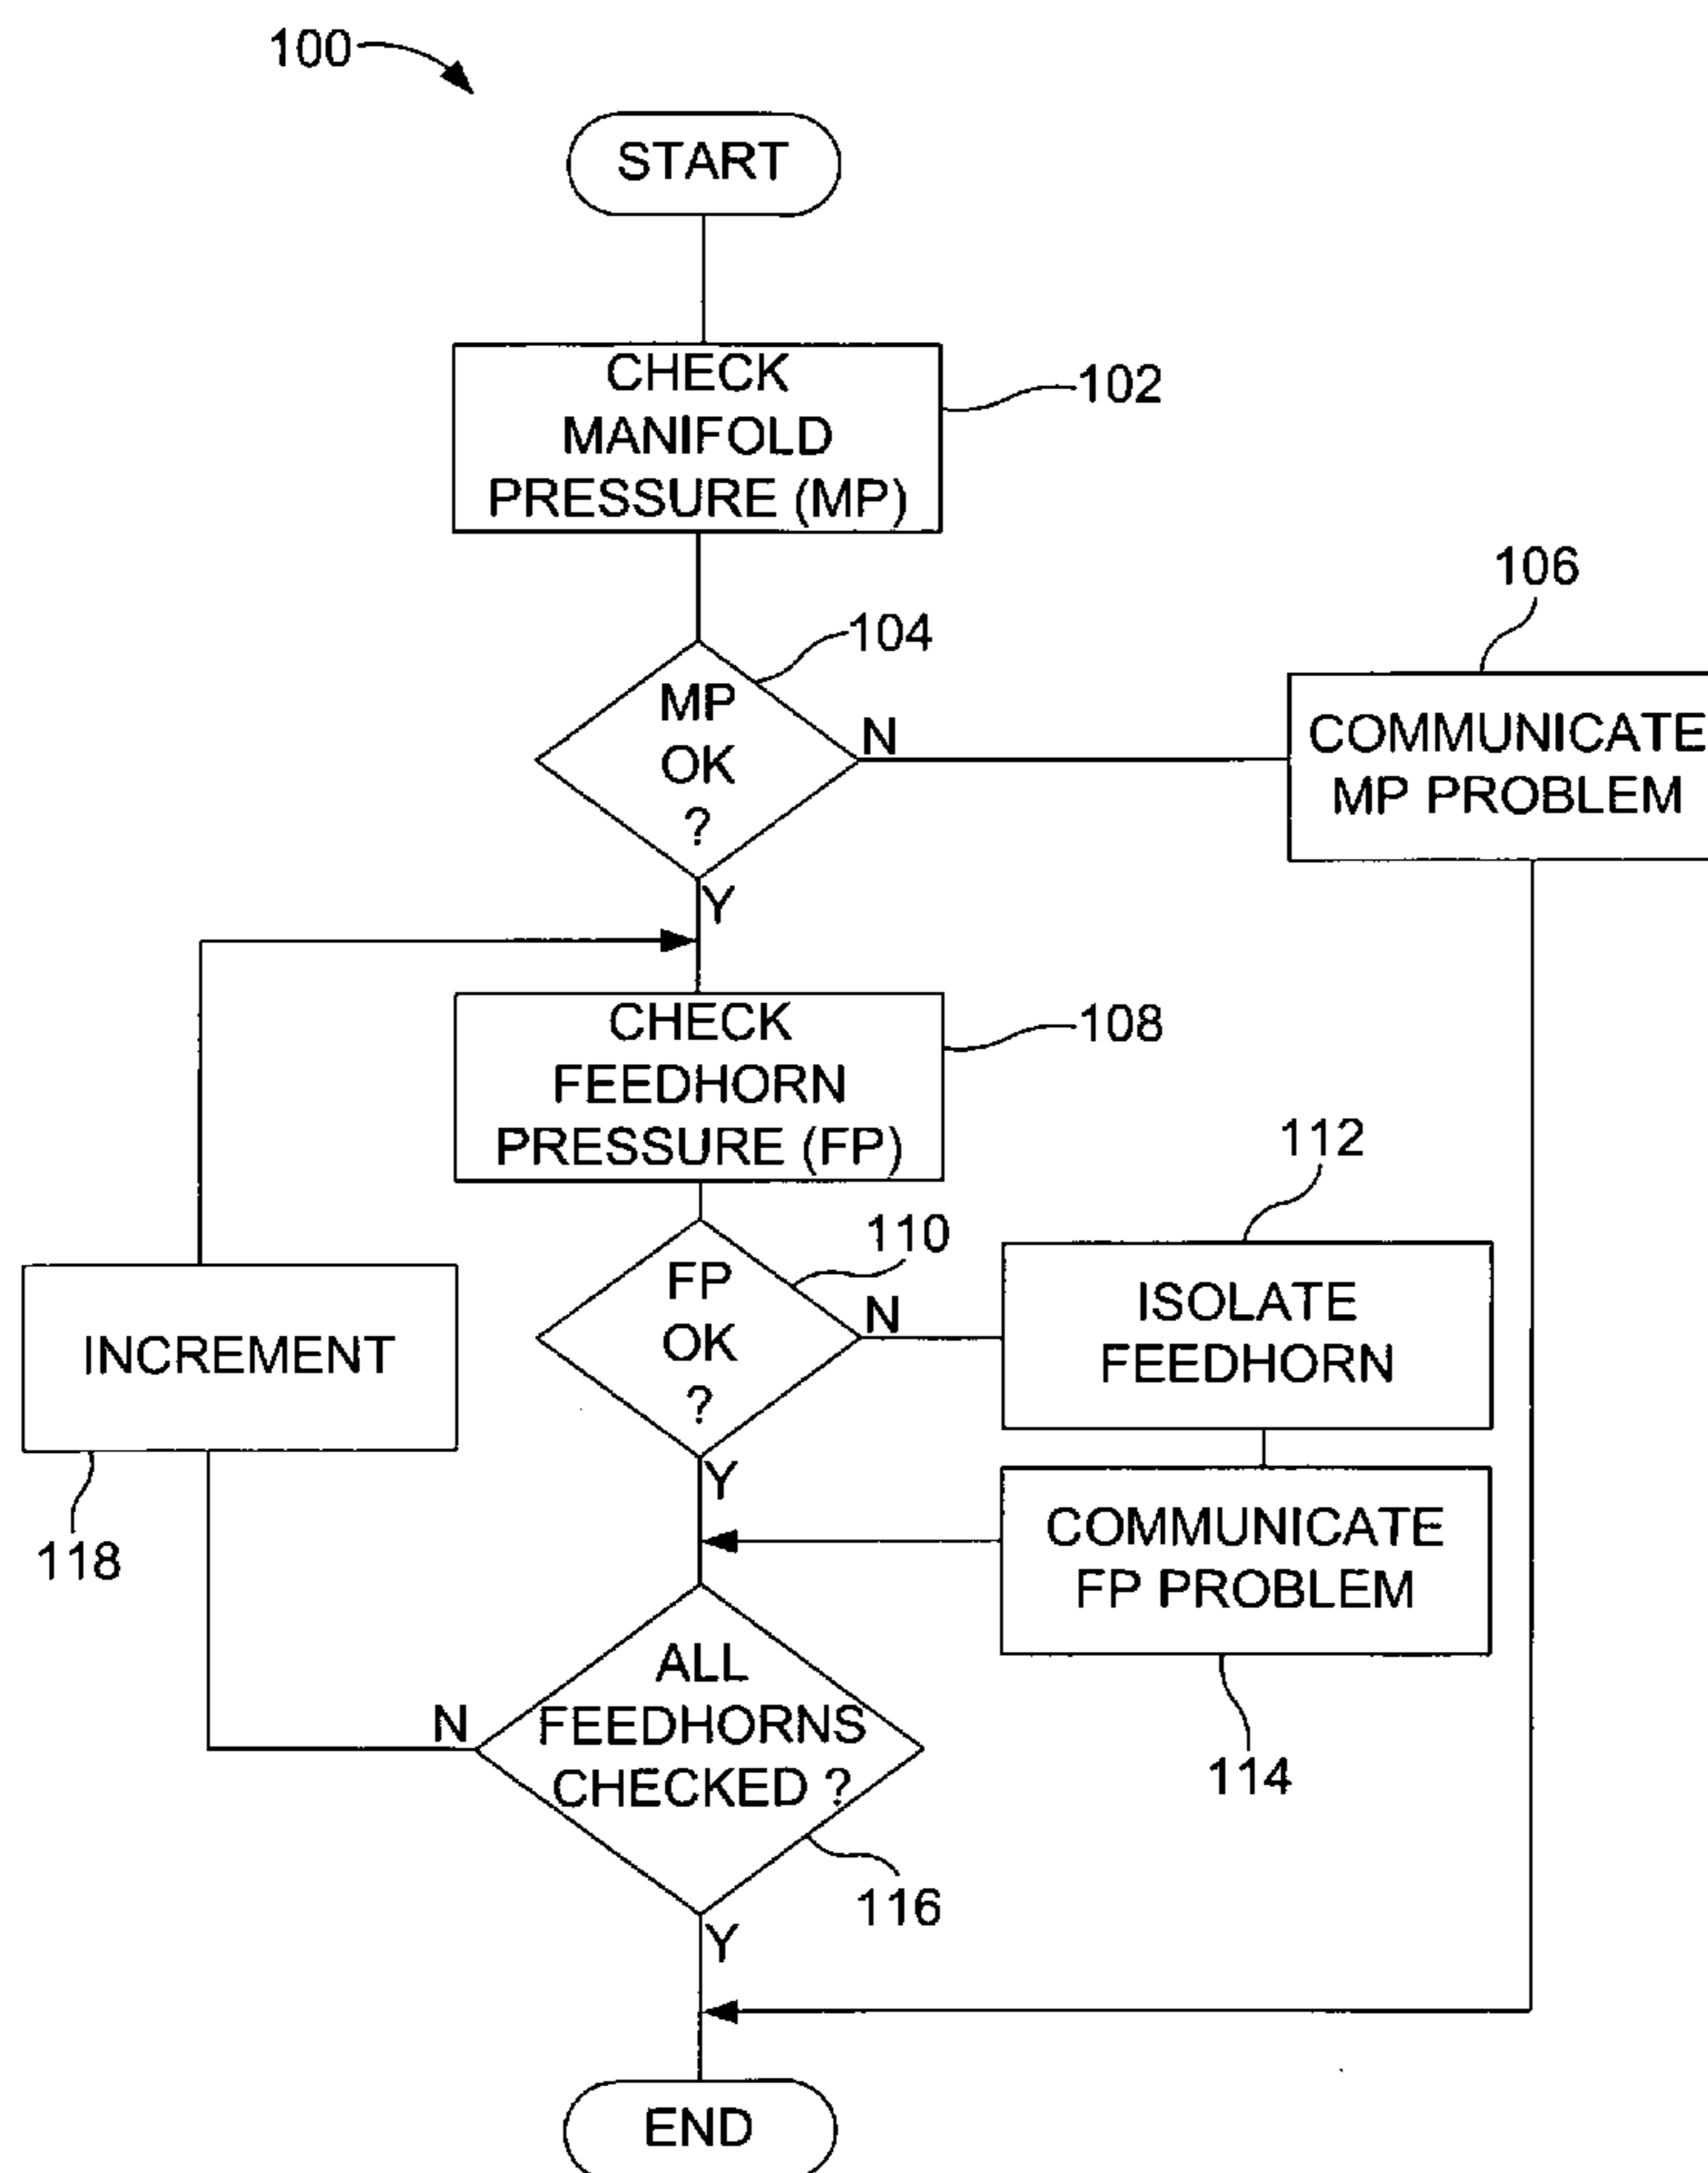 100
START
CHECK
MANIFOLD
PRESSURE (MP)
102
104
MP
OK
?
N
Y
106
COMMUNICATE
MP PROBLEM
CHECK
FEEDHORN
PRESSURE (FP)
108
110
FP
OK
?
N
Y
112
ISOLATE
FEEDHORN
INCREMENT
118
COMMUNICATE
FP PROBLEM
114
ALL
FEEDHORNS
CHECKED ?
N
116
Y
END